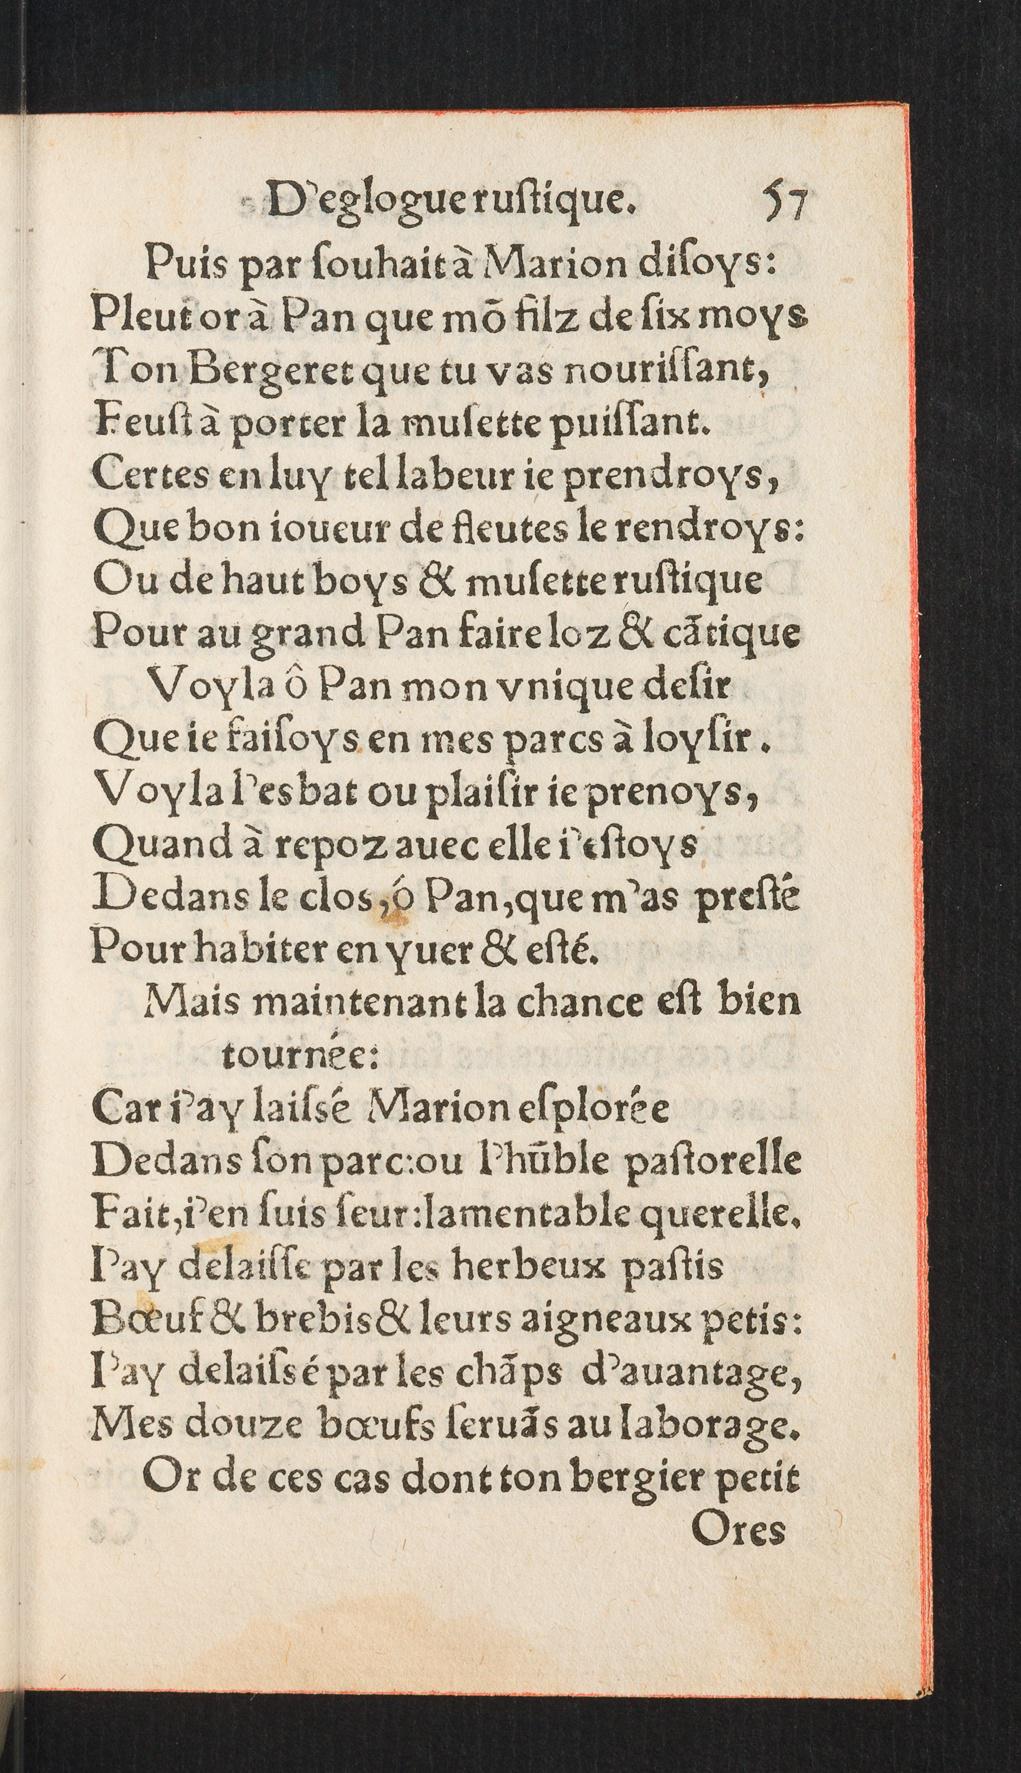 D'eglogue rustique. 57
Puis par ſouhait à Marion diſoys:
Pleut or à Pan que mõ filz de ſix moys
Ton Bergeret que tu vas nouriſſant,
Feuſt à porter la muſette puiſſant.
Certes en luy tel labeur ie prendroys,
Que bon ioueur de fleutes le rendroys:
Ou de haut boys & muſette ruſtique
Pour au grand Pan faire loz & cãtique
Voyla ô Pan mon vnique deſir
Que ie faiſoys en mes parcs à loyſir.
Voyla l'esbat ou plaiſir ie prenoys,
Quand à repoz auec elle i'eſtoys
Dedans le clos, ó Pan, que m'as preſté
Pour habiter en yuer & eſté.
Mais maintenant la chance eſt bien
tournée:
Car i'ay laiſsé Marion eſplorée
Dedans ſon parc: ou l'hũble paſtorelle
Fait, i'en ſuis ſeur: lamentable querelle.
I'ay delaiſſe par les herbeux paſtis
Bœuf & brebis & leurs aigneaux petis:
I'ay delaiſsé par les chãps d'auantage,
Mes douze bœufs ſeruãs au laborage.
Or de ces cas dont ton bergier petit
Ores